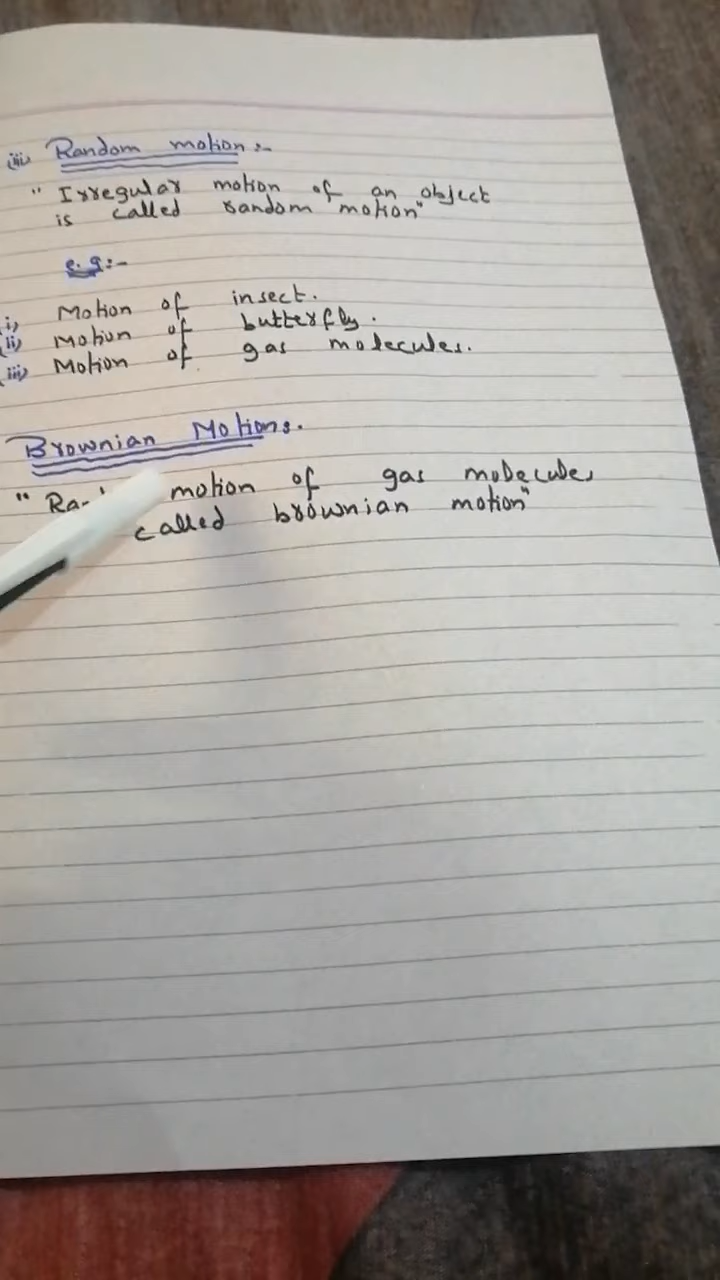 iii) Random motion:-
" Irregular motion of an object
is called random motion"
e.g:-
i) Motion of insect.
(ii) Motion of butterfly.
(iii) Motion of gas molecules.
Brownian Motions.
" motion of gas molecules
called brownian motion"